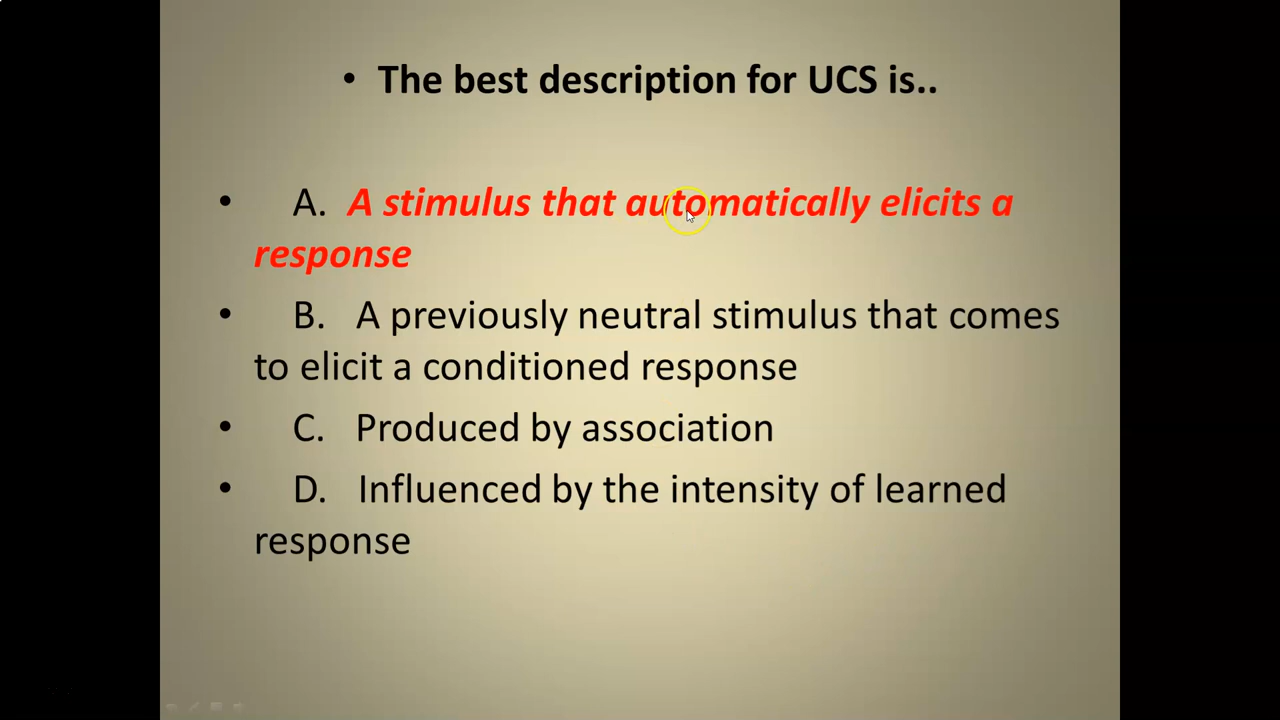 • The best description for UCS is..
• A. A stimulus that automatically elicits a
response
• B. A previously neutral stimulus that comes
to elicit a conditioned response
• C. Produced by association
• D. Influenced by the intensity of learned
response